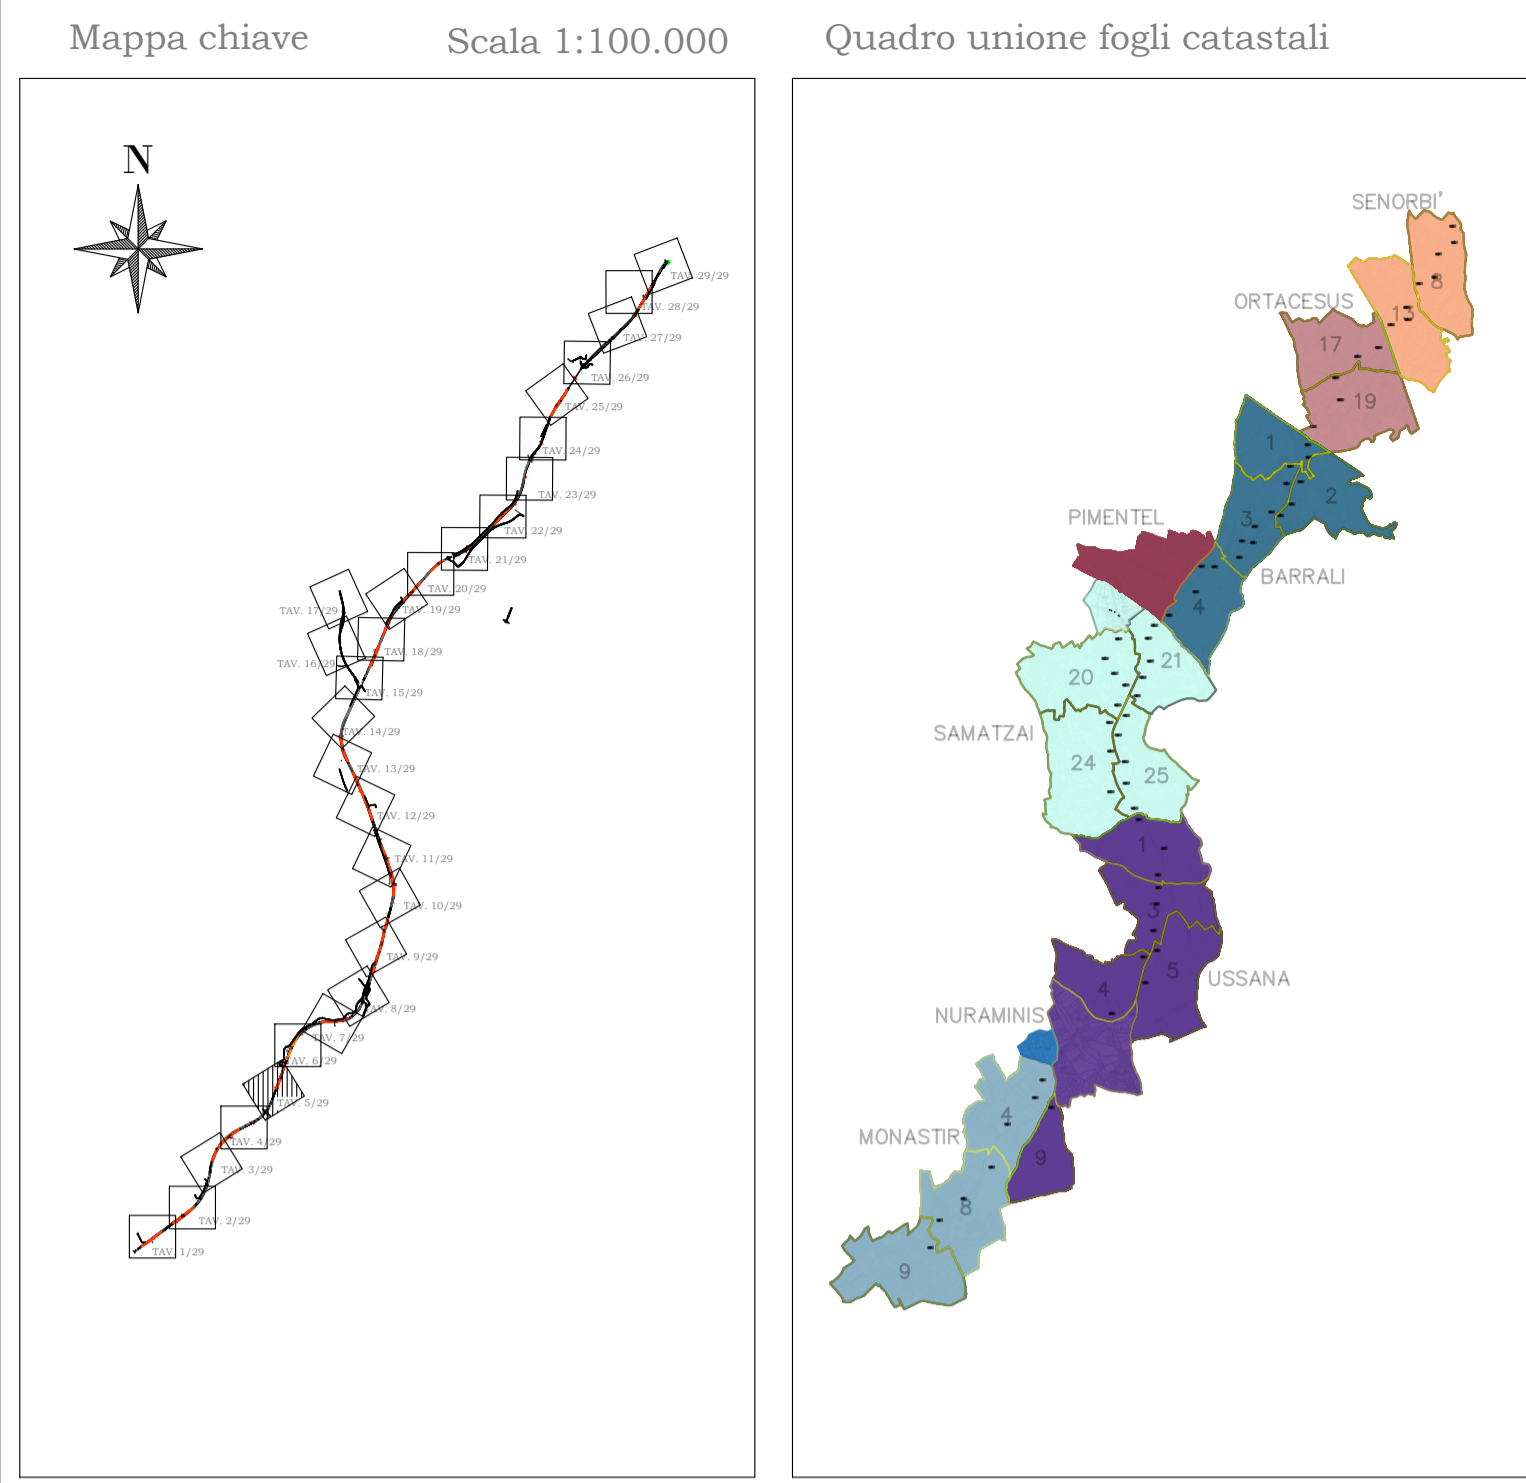 Mappa chiave
Scala 1:100.000
Quadro unione fogli catastali
N
TAV. 29/29
TAV. 28/29
TAV. 27/29
TAV. 26/29
TAV. 25/29
TAV. 24/29
TAV. 23/29
TAV. 22/29
TAV. 21/29
TAV. 20/29
TAV. 19/29
TAV. 18/29
TAV. 17/29
TAV. 16/29
TAV. 15/29
TAV. 14/29
TAV. 13/29
TAV. 12/29
TAV. 11/29
TAV. 10/29
TAV. 9/29
TAV. 8/29
TAV. 7/29
TAV. 6/29
TAV. 5/29
TAV. 4/29
TAV. 3/29
TAV. 2/29
TAV. 1/29
SENORBI'
8
13
ORTACESUS
17
19
1
2
3
PIMENTEL
BARRALI
4
21
20
SAMATZAI
24
25
1
3
5
USSANA
4
NURAMINIS
4
MONASTIR
9
8
9